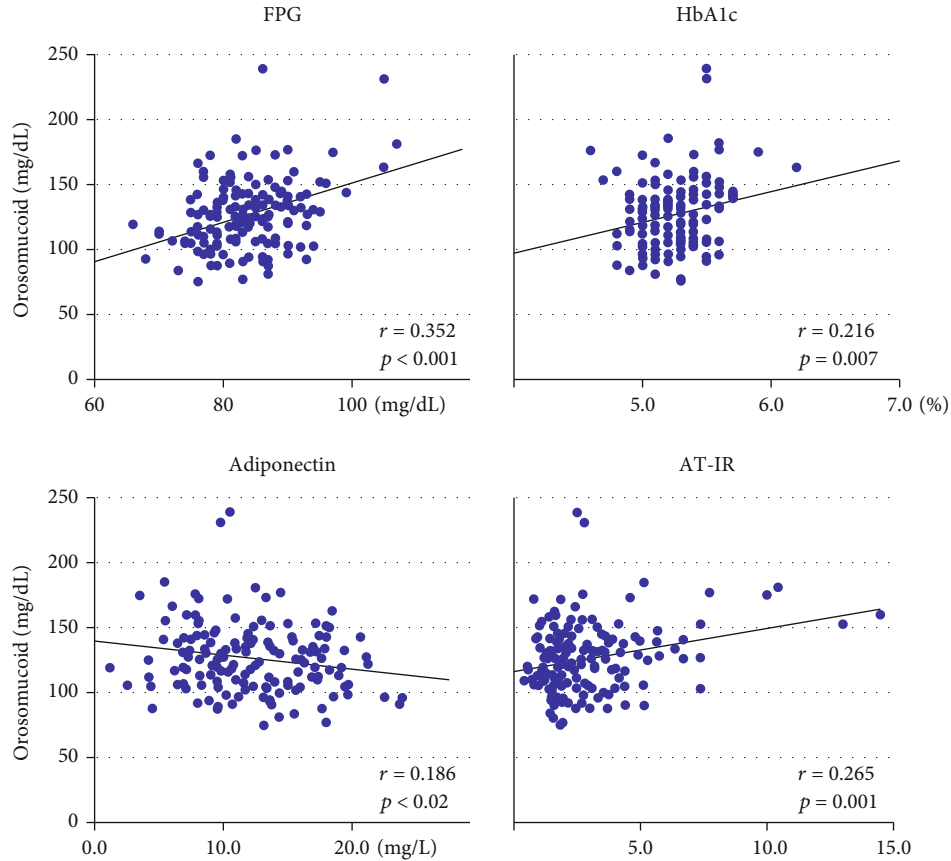 FPG
250
200
150
100
50
0
Orosomucoid (mg/dL)
r = 0.352
p < 0.001
60 80 100 (mg/dL)
HbA1c
r = 0.216
p = 0.007
5.0 6.0 7.0 (%)
Adiponectin
250
200
150
100
50
0
Orosomucoid (mg/dL)
r = 0.186
p < 0.02
0.0 10.0 20.0 (mg/L)
AT-IR
r = 0.265
p = 0.001
5.0 10.0 15.0